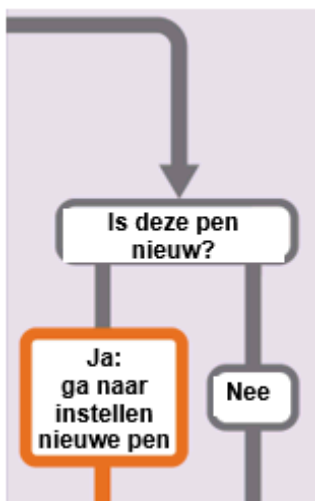 Is deze pen
nieuw?
Ja:
ga naar
instellen
nieuwe pen
Nee